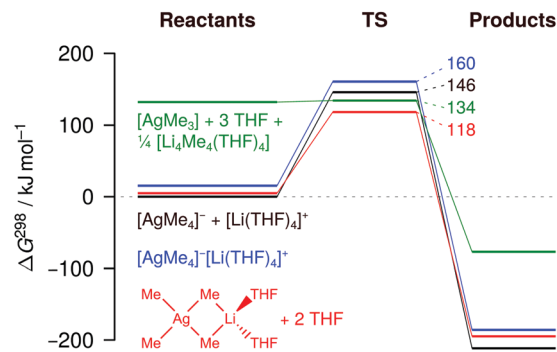 Reactants TS Products
ΔG²⁹⁸ / kJ mol⁻¹
200
100
0
−100
−200
160
146
134
118
[AgMe₃] + 3 THF +
¼ [Li₄Me₄(THF)₄]
[AgMe₄]⁻ + [Li(THF)₄]⁺
[AgMe₄]⁻[Li(THF)₄]⁺
Me Me THF
Ag Li + 2 THF
Me Me THF